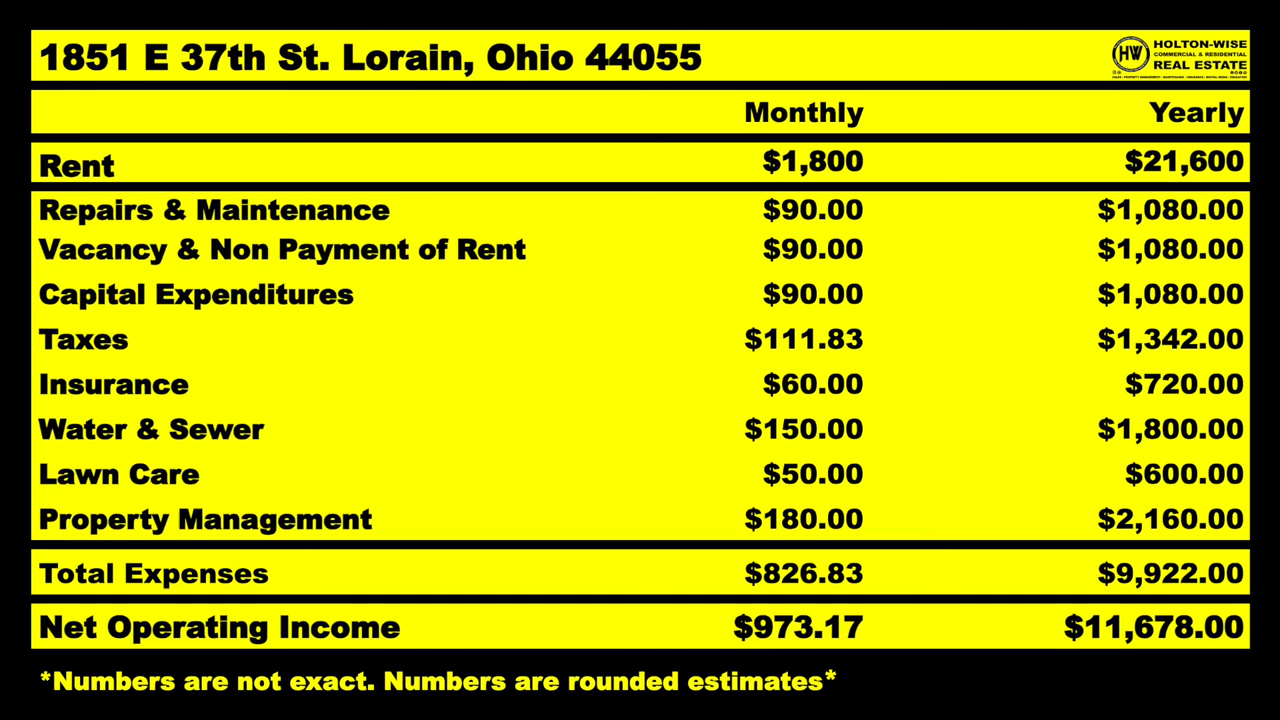 1851 E 37th St. Lorain, Ohio 44055
HW
HOLTON-WISE
COMMERCIAL & RESIDENTIAL
REAL ESTATE
Monthly Yearly
Rent $1,800 $21,600
Repairs & Maintenance $90.00 $1,080.00
Vacancy & Non Payment of Rent $90.00 $1,080.00
Capital Expenditures $90.00 $1,080.00
Taxes $111.83 $1,342.00
Insurance $60.00 $720.00
Water & Sewer $150.00 $1,800.00
Lawn Care $50.00 $600.00
Property Management $180.00 $2,160.00
Total Expenses $826.83 $9,922.00
Net Operating Income $973.17 $11,678.00
*Numbers are not exact. Numbers are rounded estimates*